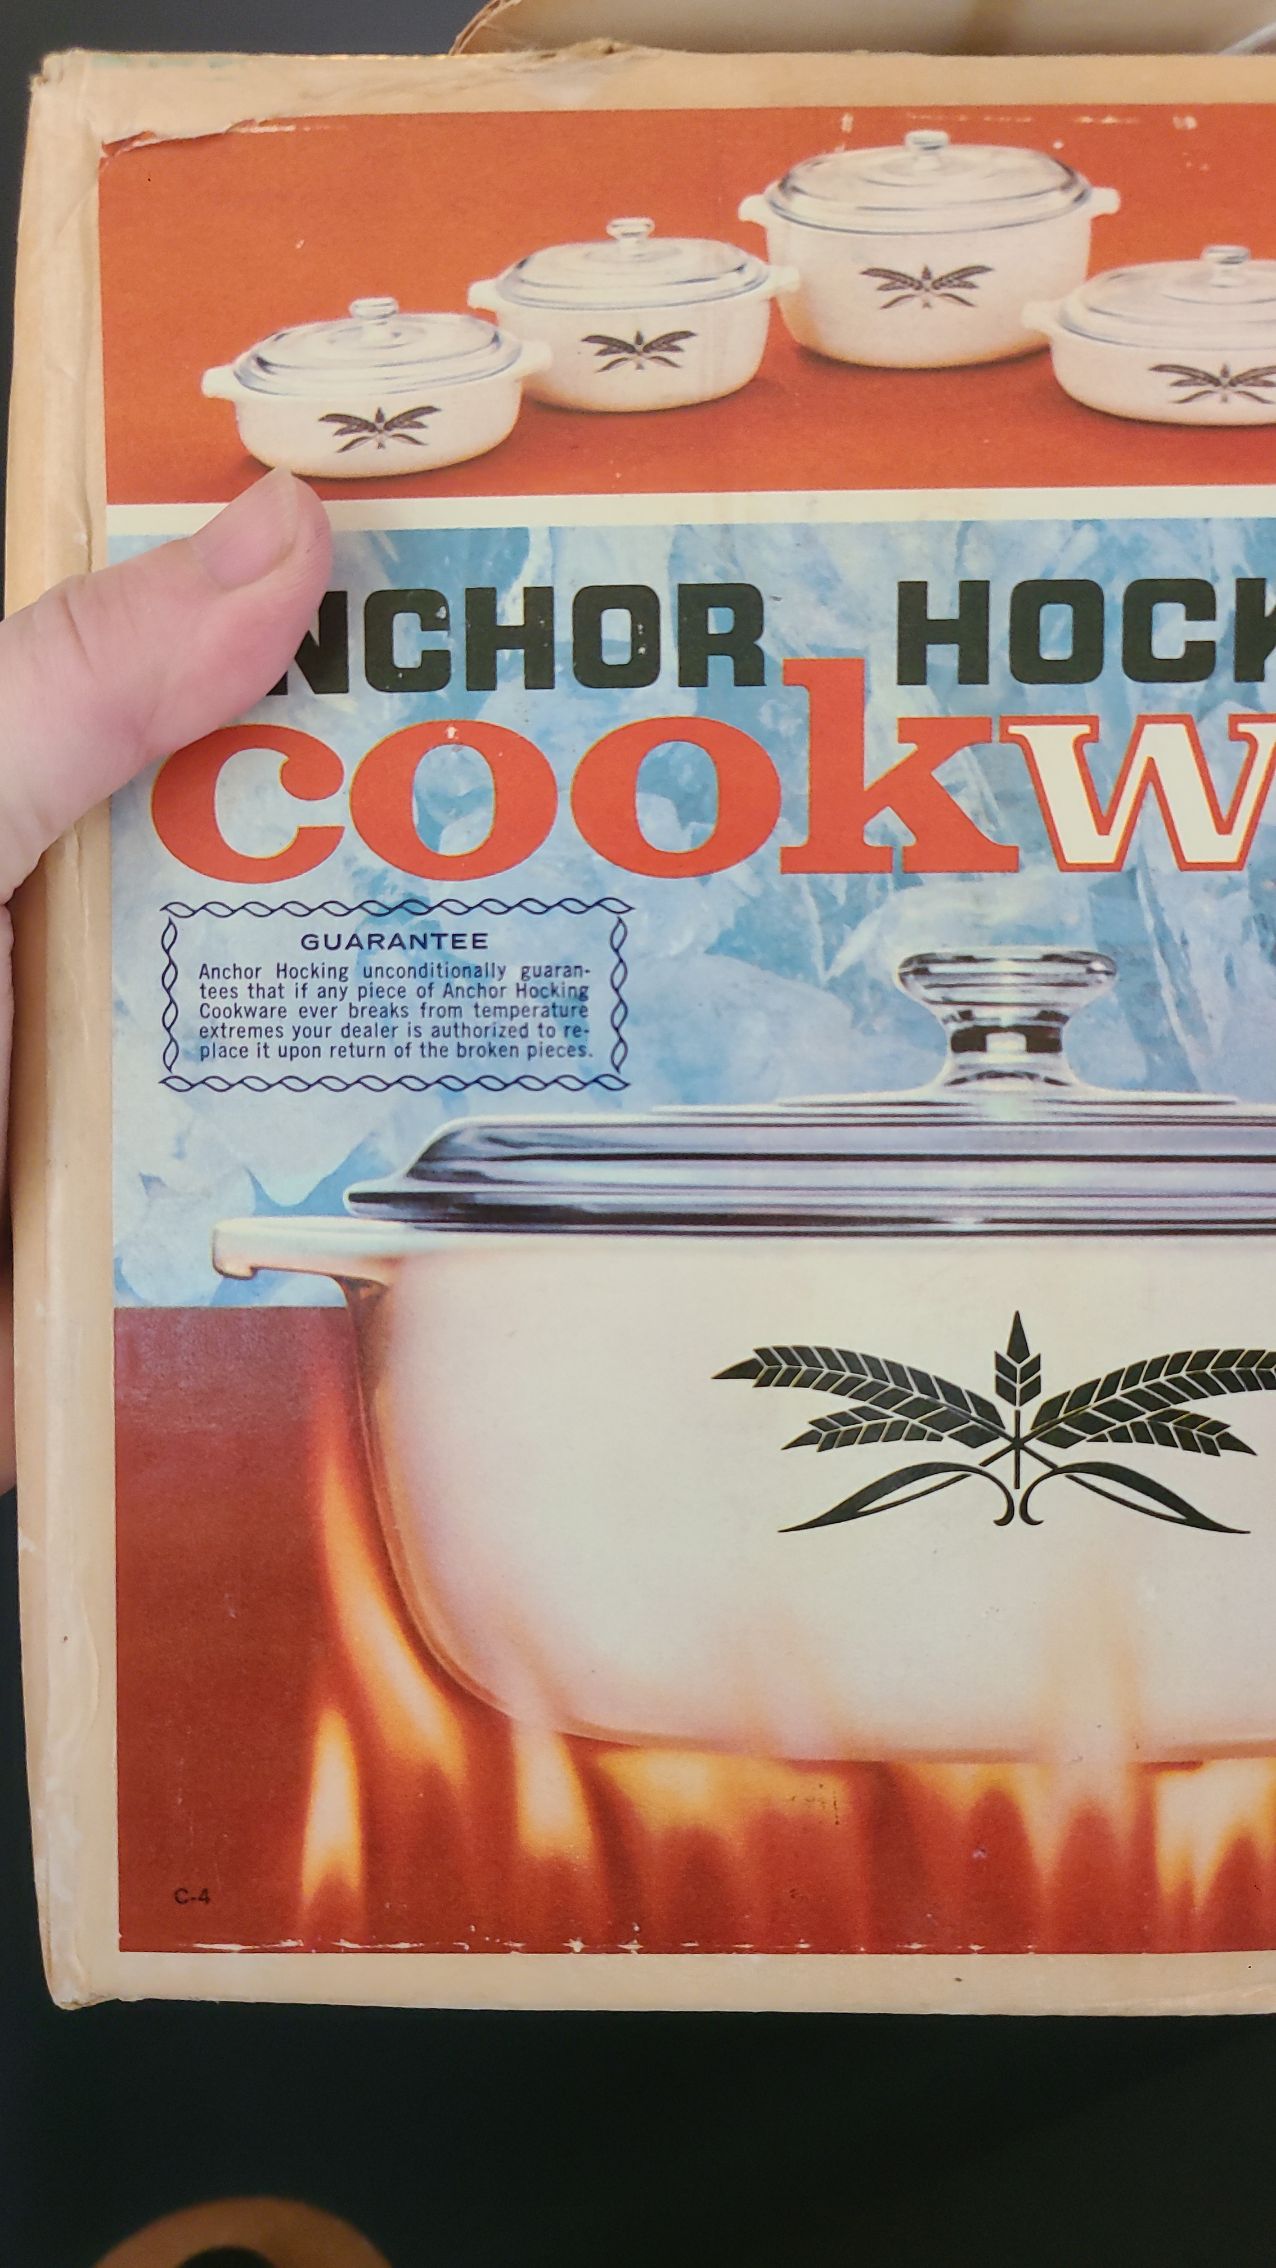 NCHOR HOCK
cookw
GUARANTEE
Anchor Hocking unconditionally guaran-
tees that if any piece of Anchor Hocking
Cookware ever breaks from temperature
extremes your dealer is authorized to re-
place it upon return of the broken pieces.
C-4